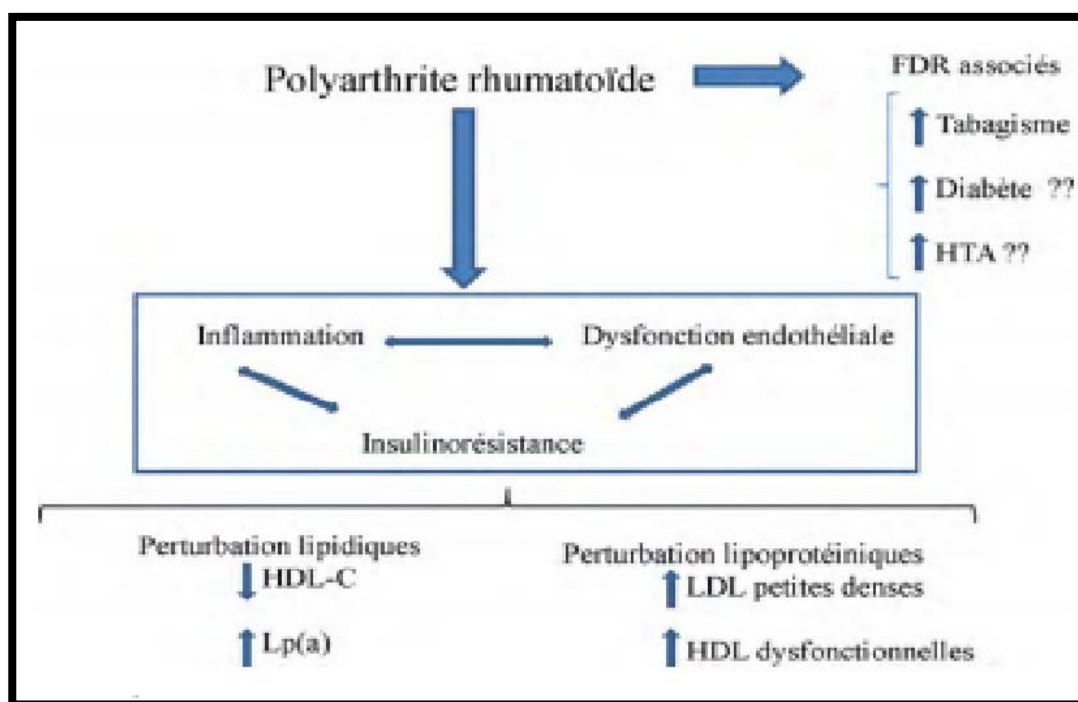 Polyarthrite rhumatoïde
FDR associés
Tabagisme
Diabète ??
HTA ??
Inflammation
Dysfonction endothéliale
Insulinorésistance
Perturbation lipidiques
HDL-C
Lp(a)
Perturbation lipoprotéiniques
LDL petites denses
HDL dysfonctionnelles